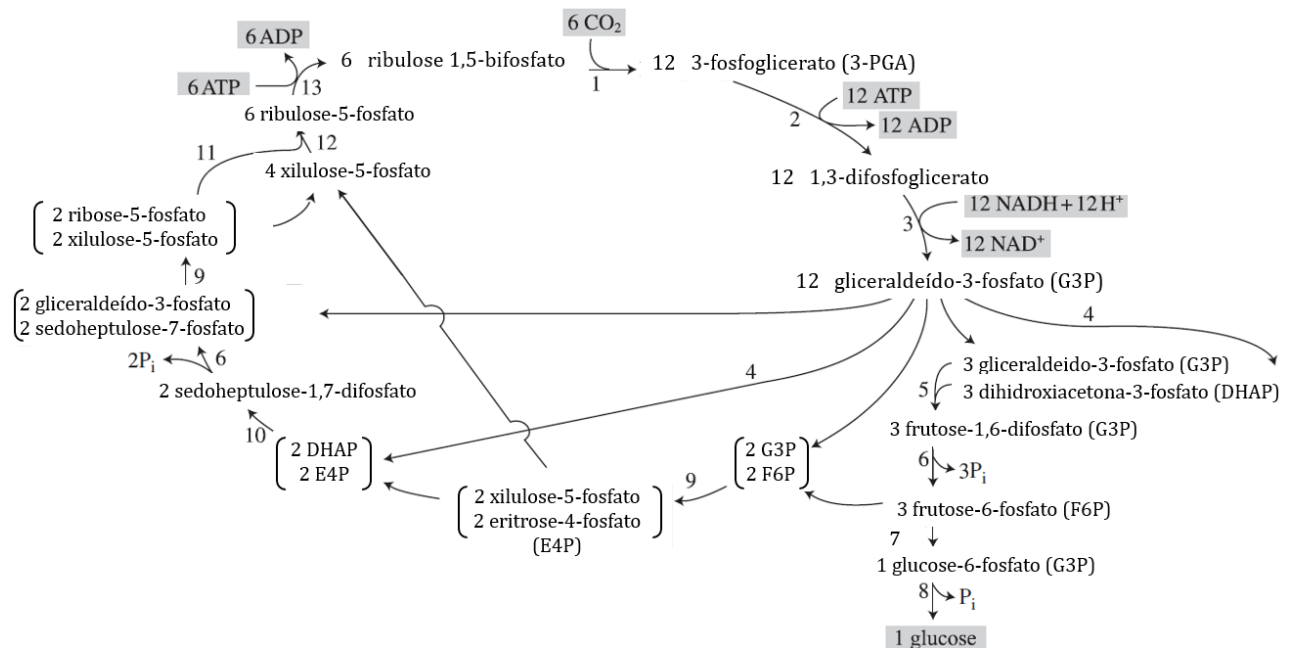 6 CO2
6 ADP
6 ribulose 1,5-bifosfato
12 3-fosfoglicerato (3-PGA)
1
6 ATP
13
12 ATP
2
12 ADP
6 ribulose-5-fosfato
12
11
4 xilulose-5-fosfato
12 1,3-difosfoglicerato
12 NADH + 12 H+
3
12 NAD+
2 ribose-5-fosfato
2 xilulose-5-fosfato
9
12 gliceraldeído-3-fosfato (G3P)
2 gliceraldeído-3-fosfato
2 sedoheptulose-7-fosfato
4
2Pi
6
4
3 gliceraldeido-3-fosfato (G3P)
5
3 dihidroxiacetona-3-fosfato (DHAP)
2 sedoheptulose-1,7-difosfato
10
3 frutose-1,6-difosfato (G3P)
2 DHAP
2 E4P
2 G3P
2 F6P
6
3Pi
9
2 xilulose-5-fosfato
2 eritrose-4-fosfato
(E4P)
3 frutose-6-fosfato (F6P)
7
1 glucose-6-fosfato (G3P)
8
Pi
1 glucose